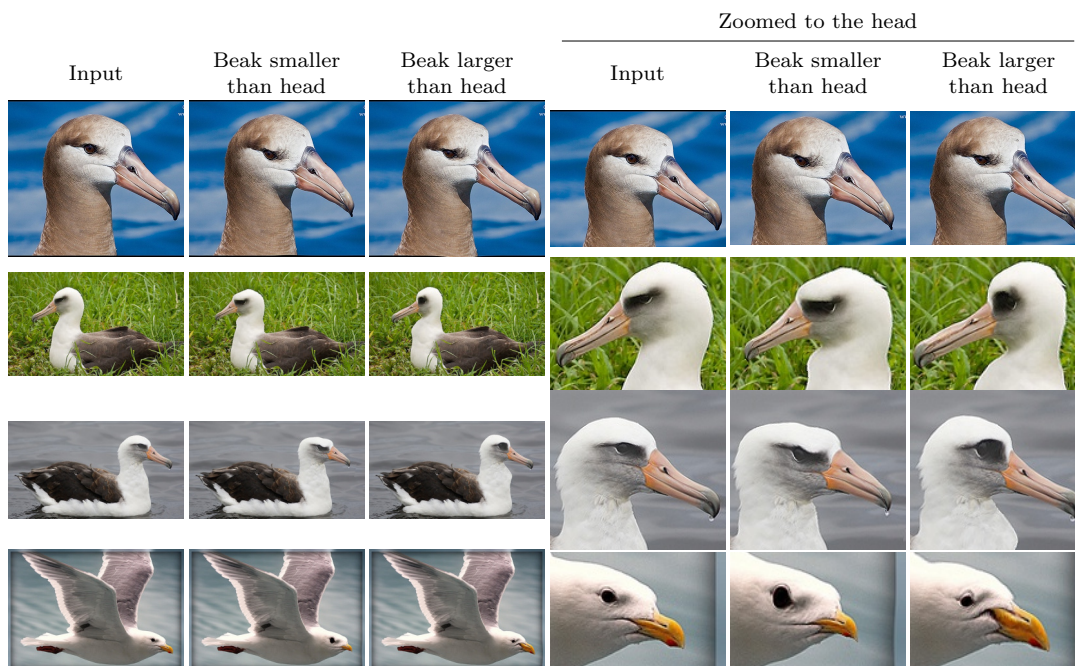 Zoomed to the head
Input
Beak smaller
than head
Beak larger
than head
Input
Beak smaller
than head
Beak larger
than head